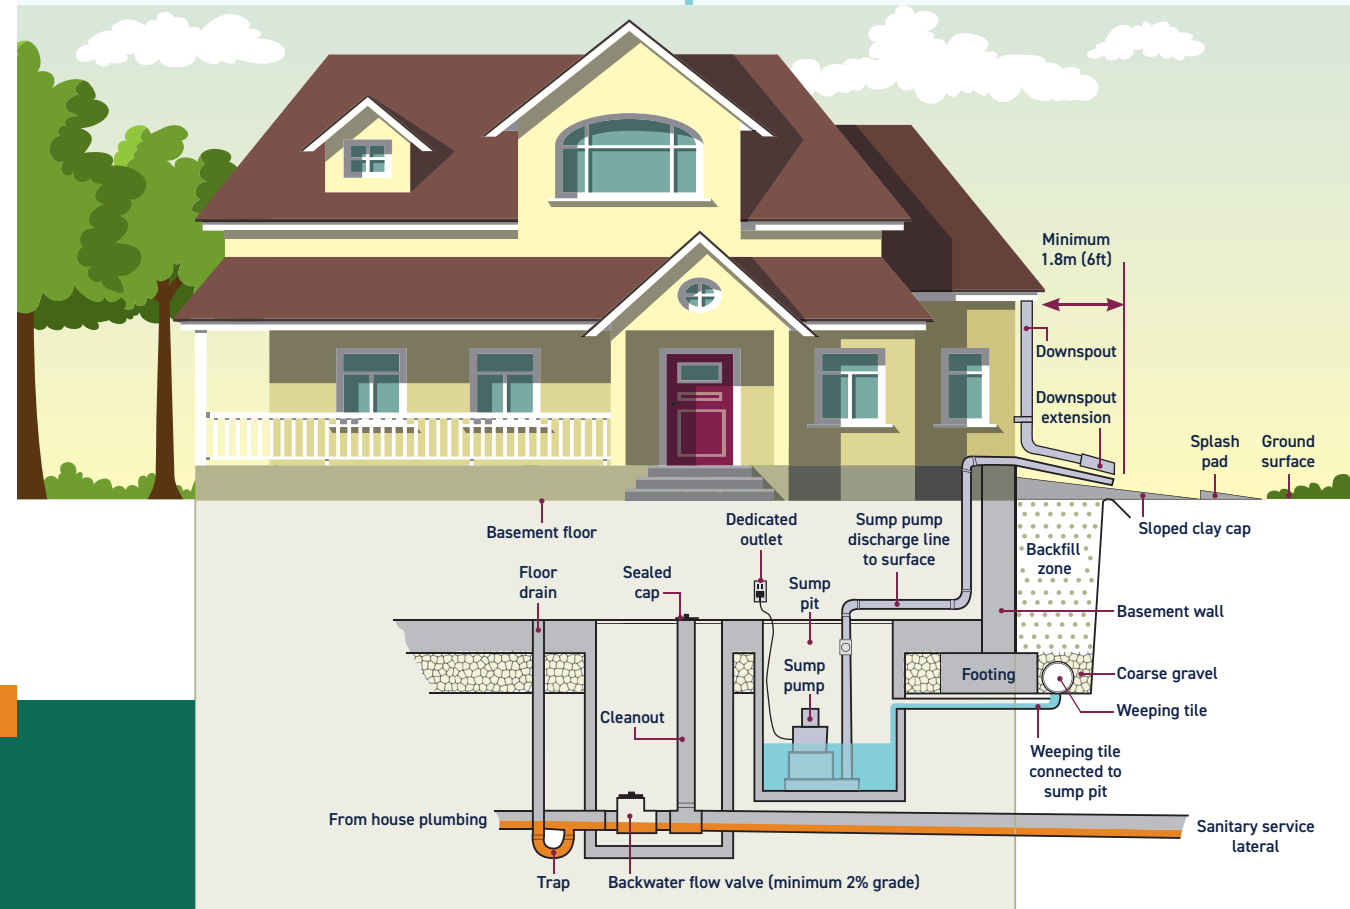 Minimum
1.8m (6ft)
Downspout
Downspout
extension
Splash
pad
Ground
surface
Sloped clay cap
Basement floor
Dedicated
outlet
Sump pump
discharge line
to surface
Backfill
zone
Floor
drain
Sealed
cap
Sump
pit
Basement wall
Sump
pump
Footing
Coarse gravel
Weeping tile
Cleanout
Weeping tile
connected to
sump pit
From house plumbing
Sanitary service
lateral
Trap
Backwater flow valve (minimum 2% grade)